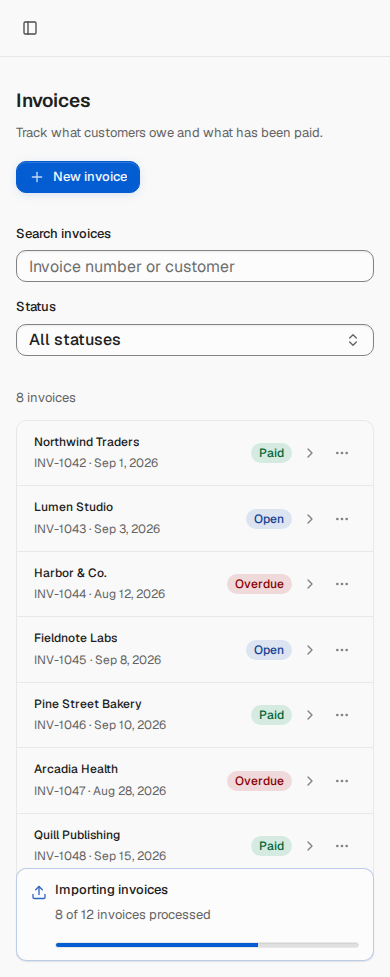 Invoices
Track what customers owe and what has been paid.
New invoice
Search invoices
Invoice number or customer
Status
All statuses
8 invoices
Northwind Traders
INV-1042 · Sep 1, 2026
Paid
Lumen Studio
INV-1043 · Sep 3, 2026
Open
Harbor & Co.
INV-1044 · Aug 12, 2026
Overdue
Fieldnote Labs
INV-1045 · Sep 8, 2026
Open
Pine Street Bakery
INV-1046 · Sep 10, 2026
Paid
Arcadia Health
INV-1047 · Aug 28, 2026
Overdue
Quill Publishing
INV-1048 · Sep 15, 2026
Paid
Importing invoices
8 of 12 invoices processed